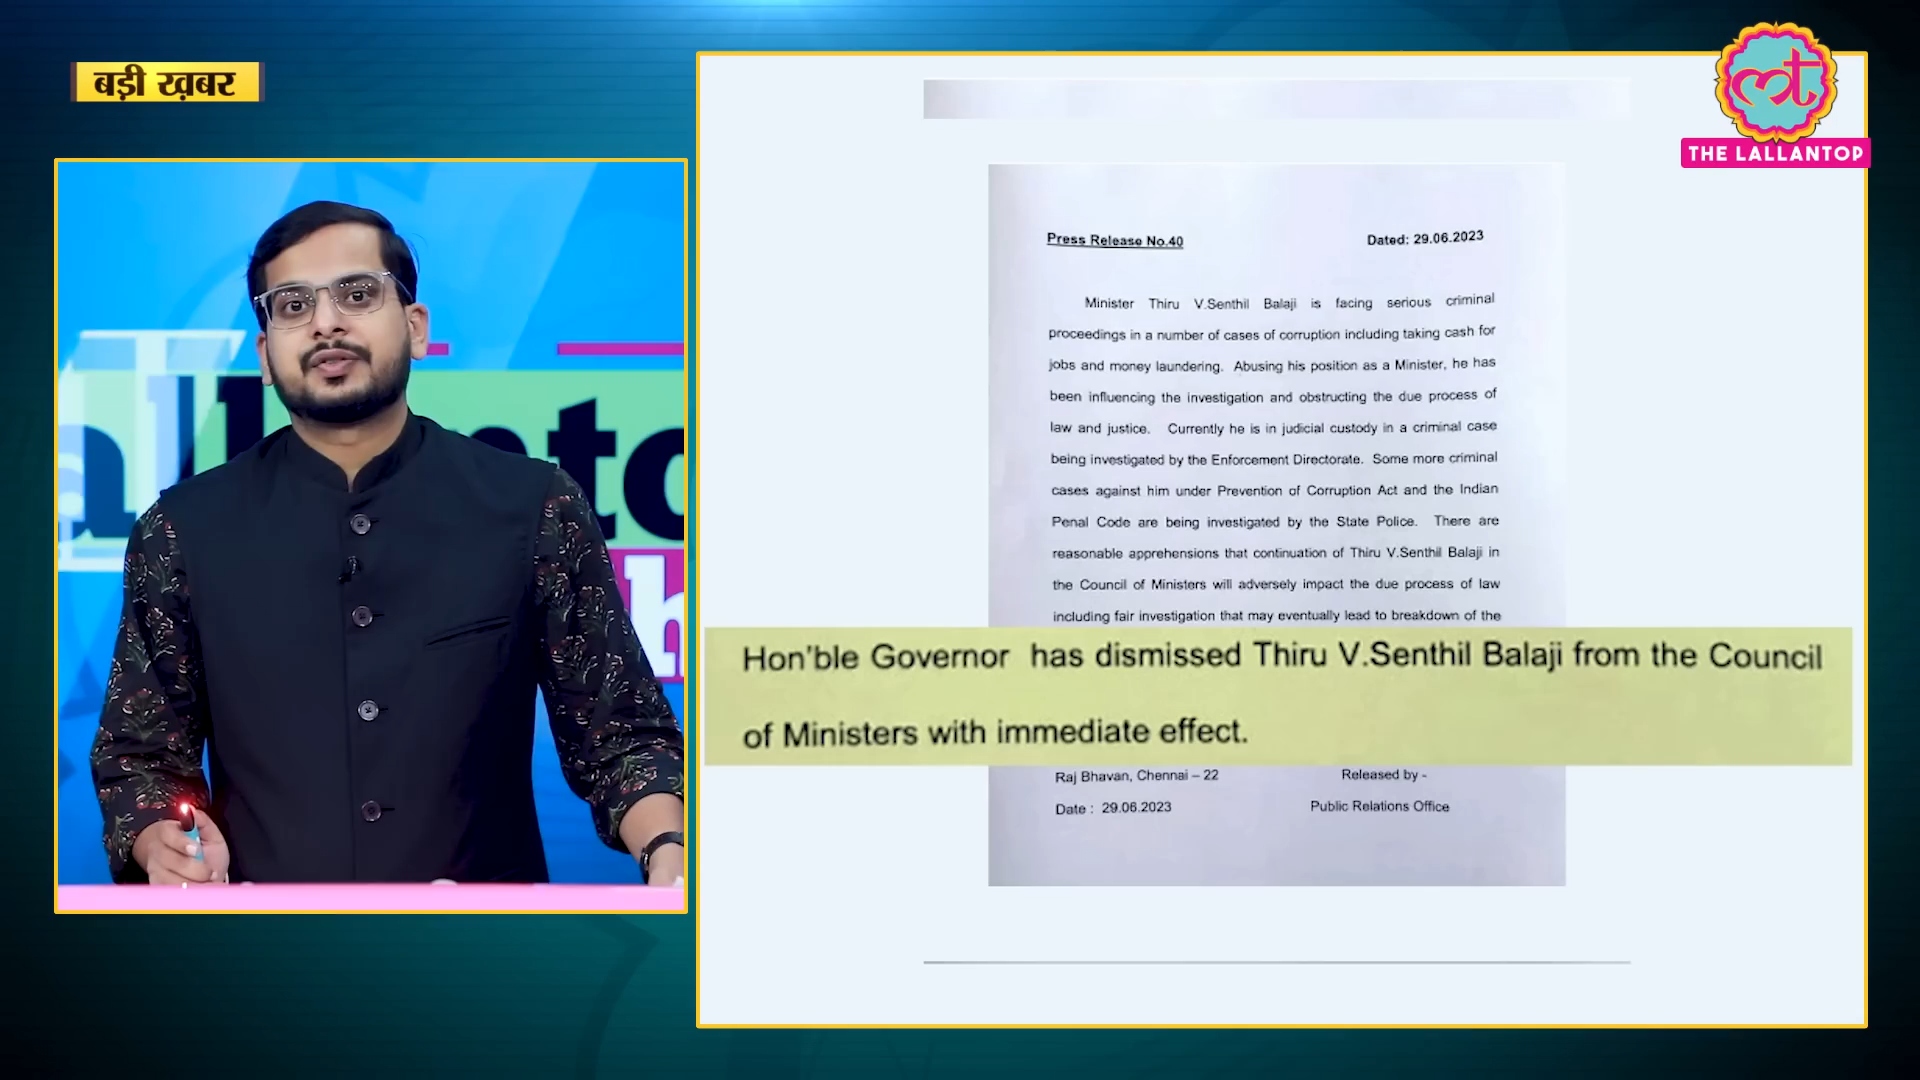 बड़ी ख़बर
THE LALLANTOP
Press Release No.40
Dated: 29.06.2023
Minister Thiru V.Senthil Balaji is facing serious criminal
proceedings in a number of cases of corruption including taking cash for
jobs and money laundering. Abusing his position as a Minister, he has
been influencing the investigation and obstructing the due process of
law and justice. Currently he is in judicial custody in a criminal case
being investigated by the Enforcement Directorate. Some more criminal
cases against him under Prevention of Corruption Act and the Indian
Penal Code are being investigated by the State Police. There are
reasonable apprehensions that continuation of Thiru V.Senthil Balaji in
the Council of Ministers will adversely impact the due process of law
including fair investigation that may eventually lead to breakdown of the
Hon'ble Governor has dismissed Thiru V.Senthil Balaji from the Council
of Ministers with immediate effect.
Raj Bhavan, Chennai – 22
Released by -
Date : 29.06.2023
Public Relations Office